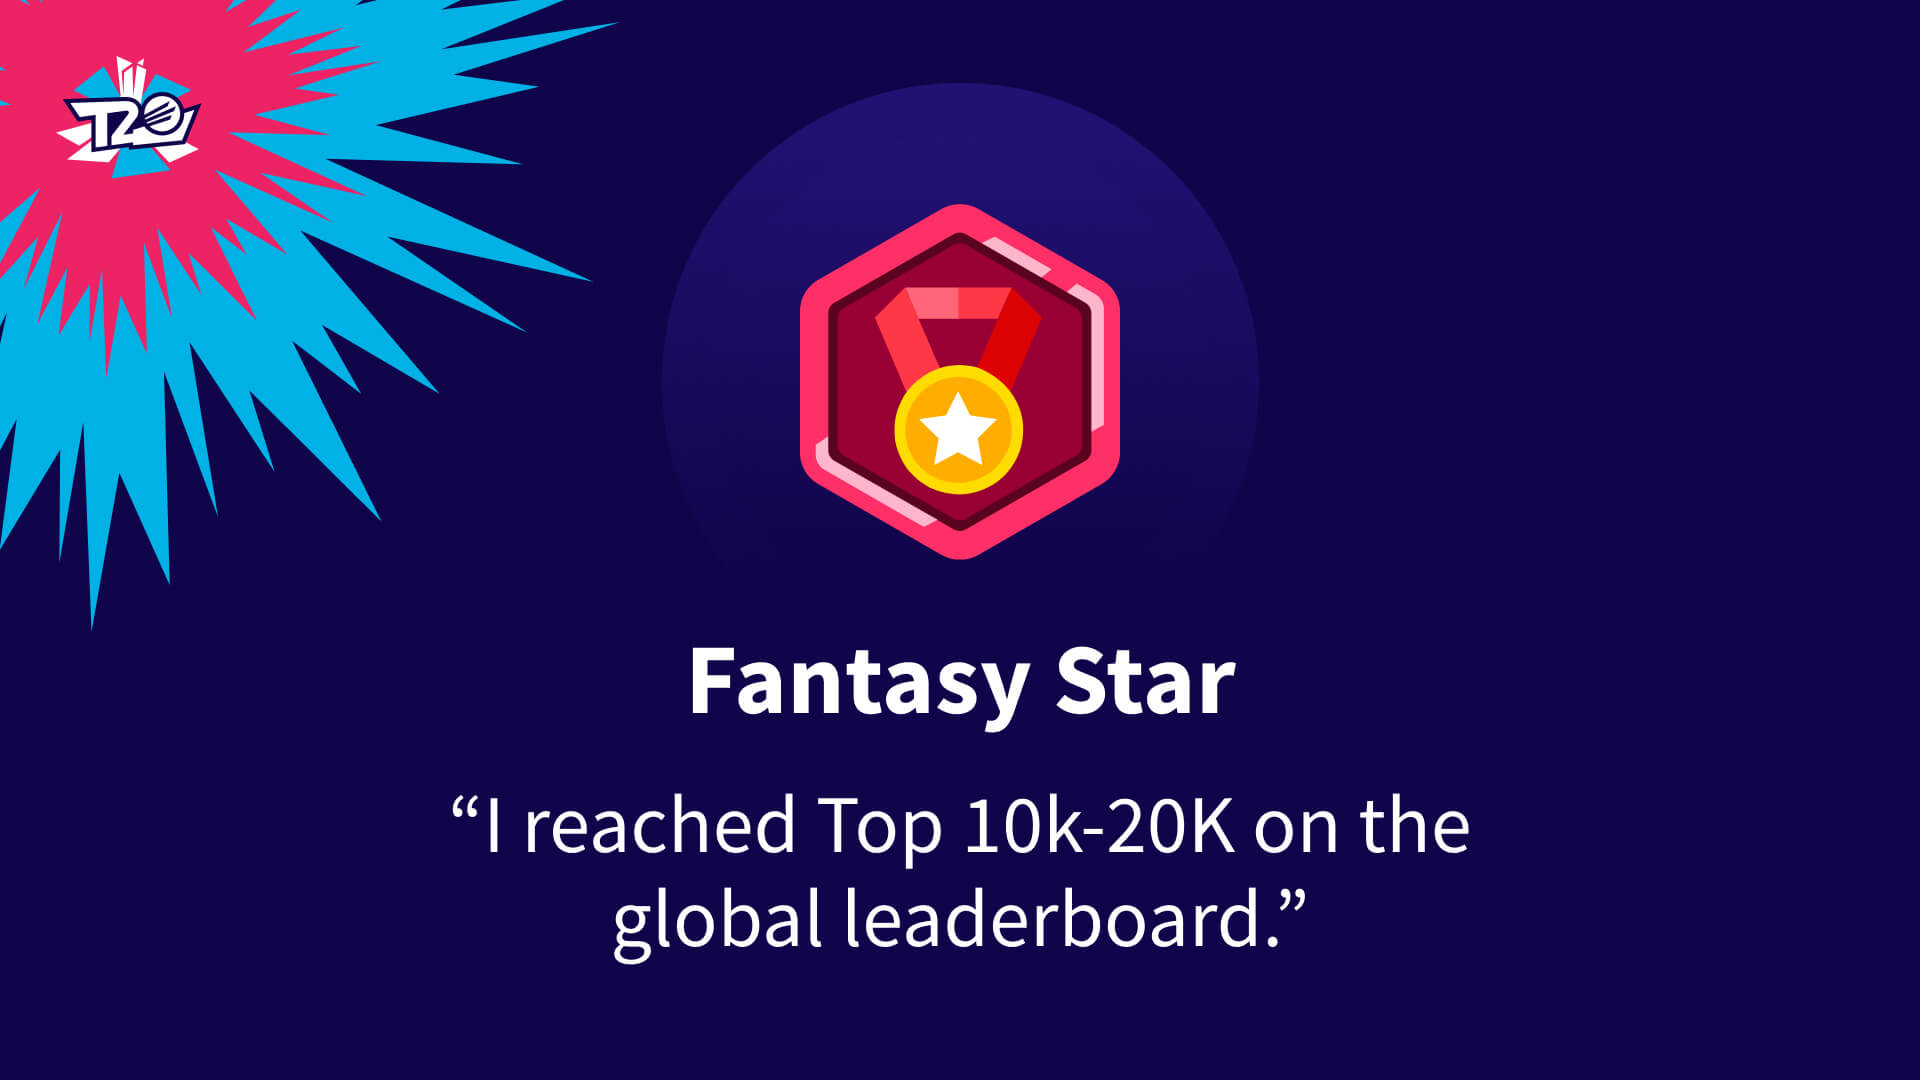 T20
Fantasy Star
“I reached Top 10k-20K on the
global leaderboard.”